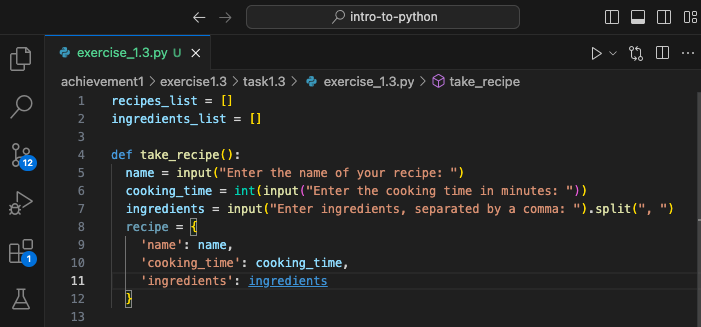 intro-to-python
exercise_1.3.py U
achievement1 > exercise1.3 > task1.3 > exercise_1.3.py > take_recipe
1 recipes_list = []
2 ingredients_list = []
3
4 def take_recipe():
5 name = input("Enter the name of your recipe: ")
6 cooking_time = int(input("Enter the cooking time in minutes: "))
7 ingredients = input("Enter ingredients, separated by a comma: ").split(", ")
8 recipe = {
9 'name': name,
12
10 'cooking_time': cooking_time,
11 'ingredients': ingredients
1
12 }
13